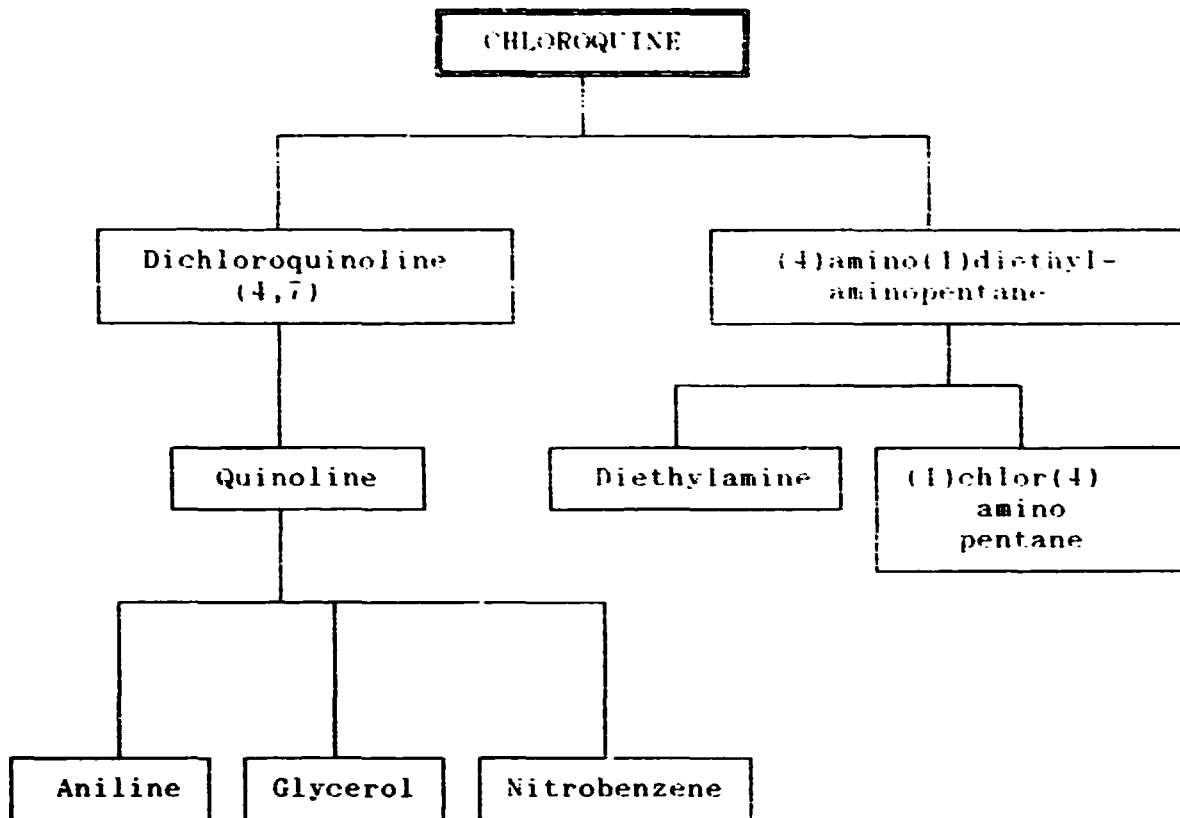 CHLOROQUINE
Dichloroquinoline
(4,7)
(4)amino(1)diethyl-
aminopentane
Quinoline
Diethylamine
(1)chlor(4)
amino
pentane
Aniline
Glycerol
Nitrobenzene